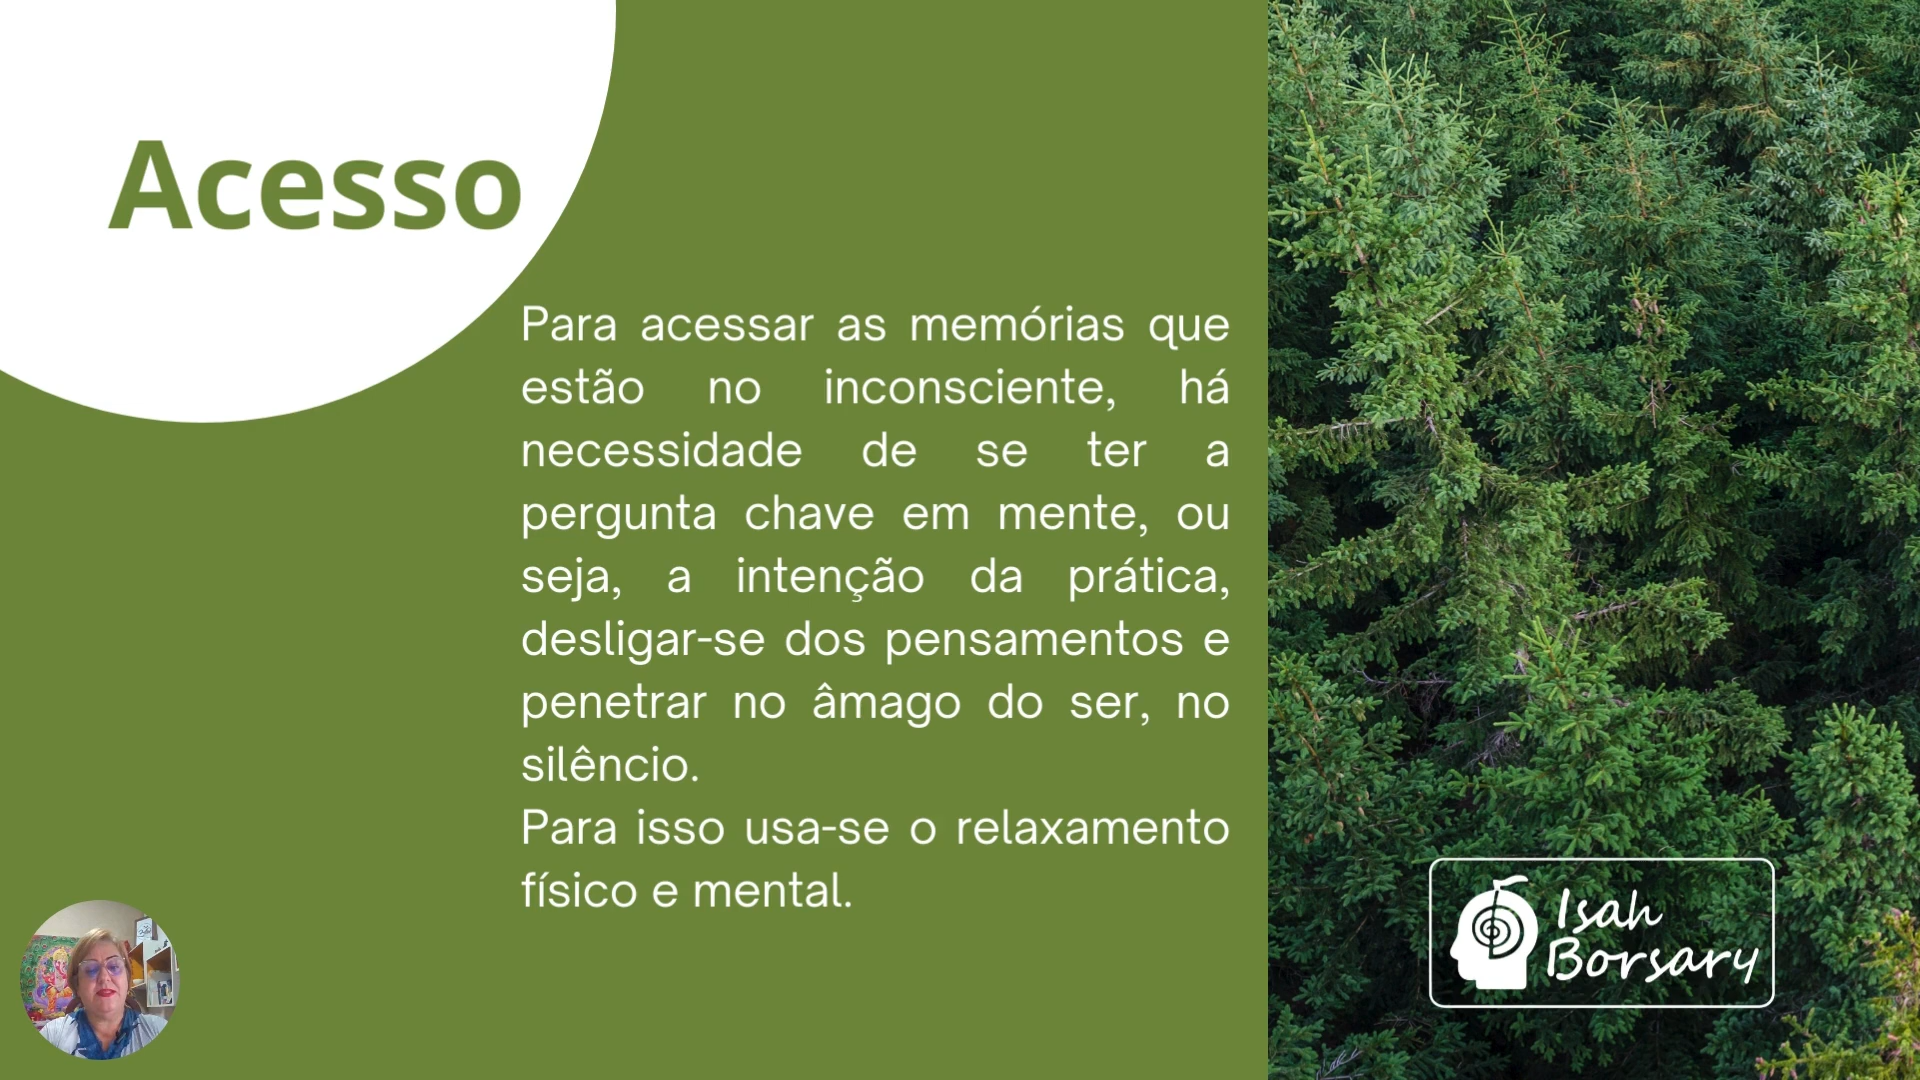 Acesso
Para acessar as memórias que
estão no inconsciente, há
necessidade de se ter a
pergunta chave em mente, ou
seja, a intenção da prática,
desligar-se dos pensamentos e
penetrar no âmago do ser, no
silêncio.
Para isso usa-se o relaxamento
físico e mental.
Isah
Borsary